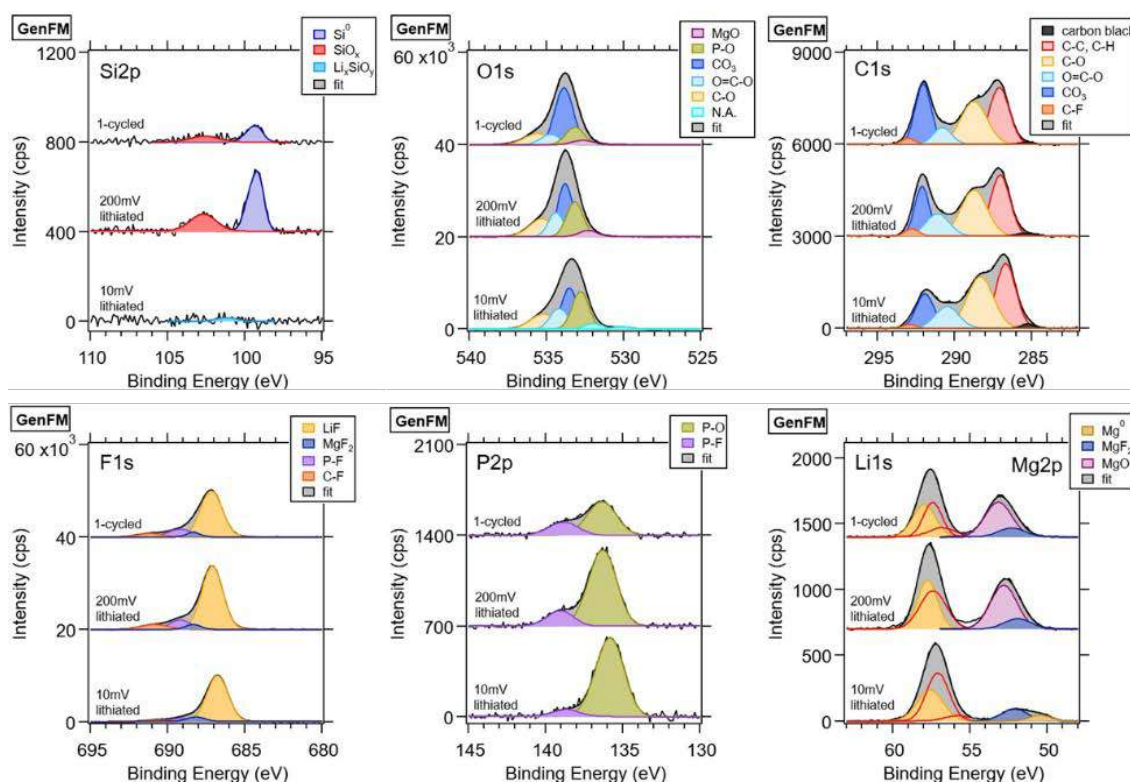 GenFM
Si2p
Si⁰
SiOₓ
LiₓSiOᵧ
fit
1-cycled
200mV
lithiated
10mV
lithiated
1200
800
400
0
Intensity (cps)
110
105
100
95
Binding Energy (eV)
GenFM
O1s
MgO
P-O
CO₃
O=C-O
C-O
N.A.
fit
1-cycled
200mV
lithiated
10mV
lithiated
60 x10³
40
20
0
Intensity (cps)
540
535
530
525
Binding Energy (eV)
GenFM
C1s
carbon black
C-C, C-H
C-O
O=C-O
CO₃
C-F
fit
1-cycled
200mV
lithiated
10mV
lithiated
9000
6000
3000
0
Intensity (cps)
295
290
285
Binding Energy (eV)
GenFM
F1s
LiF
MgF₂
P-F
C-F
fit
1-cycled
200mV
lithiated
10mV
lithiated
60 x10³
40
20
0
Intensity (cps)
695
690
685
680
Binding Energy (eV)
GenFM
P2p
P-O
P-F
fit
1-cycled
200mV
lithiated
10mV
lithiated
2100
1400
700
0
Intensity (cps)
145
140
135
130
Binding Energy (eV)
GenFM
Li1s
Mg2p
Mg⁰
MgF₂
MgO
fit
1-cycled
200mV
lithiated
10mV
lithiated
2000
1500
1000
500
0
Intensity (cps)
60
55
50
Binding Energy (eV)